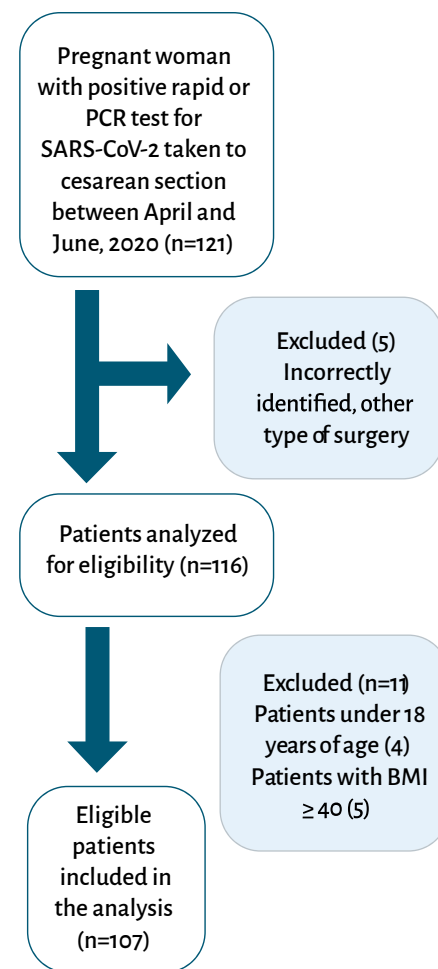 Pregnant woman
with positive rapid or
PCR test for
SARS-CoV-2 taken to
cesarean section
between April and
June, 2020 (n=121)
Excluded (5)
Incorrectly
identified, other
type of surgery
Patients analyzed
for eligibility (n=116)
Excluded (n=11)
Patients under 18
years of age (4)
Patients with BMI
≥ 40 (5)
Eligible
patients
included in
the analysis
(n=107)